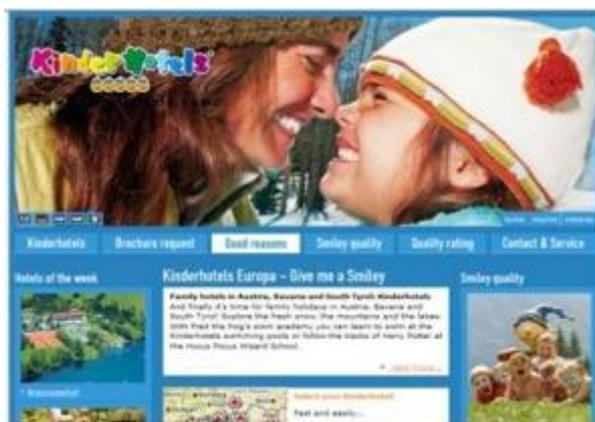 KinderHotels
Kinderhotels
Brochure request
Good reasons
Smiley quality
Quality rating
Contact & Service
Hotels of the week
Kinderhotels Europa - Give me a Smiley
Smiley quality
Family hotels in Austria, Bavaria and South Tyrol: Kinderhotels
And finally it's time for family holidays in Austria, Bavaria and
South Tyrol! Explore the fresh snow, the mountains and the lakes.
With Fred the frog's swim academy you can learn to swim at the
Kinderhotels swimming pools or follow the tracks of Harry Potter at
the Hocus Pocus Wizard School.
Select your Kinderhotel!
Fast and easily...